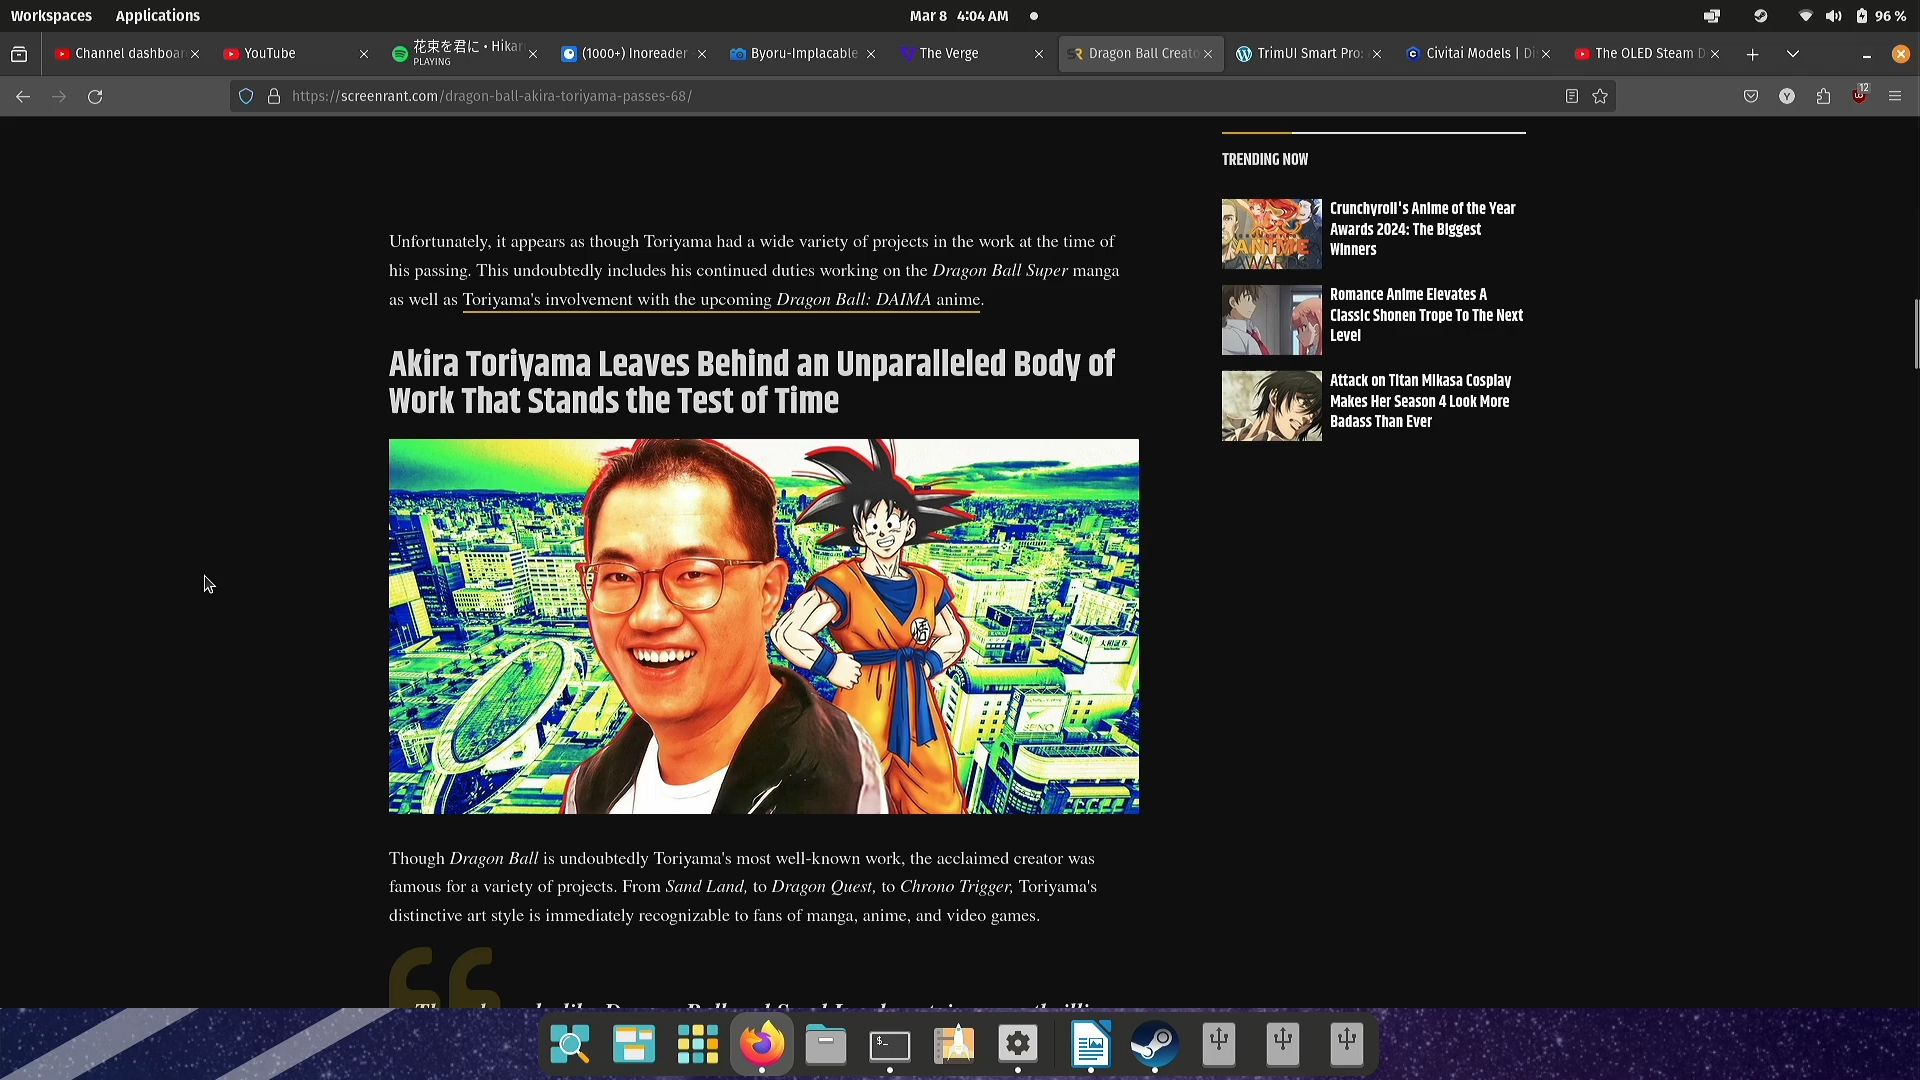 Workspaces Applications Mar 8 4:04 AM 96 %
Channel dashboar YouTube 花束を君に • Hikar (1000+) Inoreader Byoru-Implacable The Verge Dragon Ball Creato TrimUI Smart Pro: Civitai Models | Di The OLED Steam D
PLAYING
https://screenrant.com/dragon-ball-akira-toriyama-passes-68/ Y 12
Unfortunately, it appears as though Toriyama had a wide variety of projects in the work at the time of
his passing. This undoubtedly includes his continued duties working on the Dragon Ball Super manga
as well as Toriyama's involvement with the upcoming Dragon Ball: DAIMA anime.
Akira Toriyama Leaves Behind an Unparalleled Body of
Work That Stands the Test of Time
悟
SEINO
Though Dragon Ball is undoubtedly Toriyama's most well-known work, the acclaimed creator was
famous for a variety of projects. From Sand Land, to Dragon Quest, to Chrono Trigger, Toriyama's
distinctive art style is immediately recognizable to fans of manga, anime, and video games.
TRENDING NOW
ANIME
AWARDS
Crunchyroll's Anime of the Year
Awards 2024: The Biggest
Winners
Romance Anime Elevates A
Classic Shonen Trope To The Next
Level
Attack on Titan Mikasa Cosplay
Makes Her Season 4 Look More
Badass Than Ever